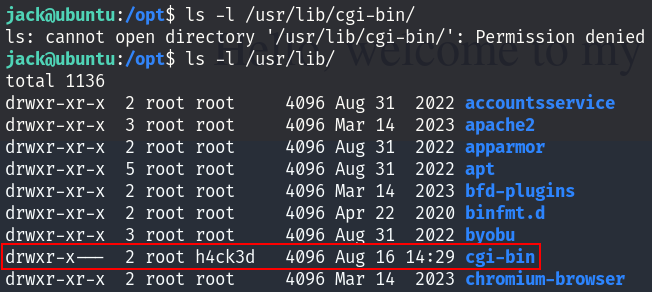 jack@ubuntu:/opt$ ls -l /usr/lib/cgi-bin/
ls: cannot open directory '/usr/lib/cgi-bin/': Permission denied
jack@ubuntu:/opt$ ls -l /usr/lib/
total 1136
drwxr-xr-x  2 root root     4096 Aug 31  2022 accountsservice
drwxr-xr-x  3 root root     4096 Mar 14  2023 apache2
drwxr-xr-x  2 root root     4096 Aug 31  2022 apparmor
drwxr-xr-x  5 root root     4096 Aug 31  2022 apt
drwxr-xr-x  2 root root     4096 Mar 14  2023 bfd-plugins
drwxr-xr-x  2 root root     4096 Apr 22  2020 binfmt.d
drwxr-xr-x  3 root root     4096 Aug 31  2022 byobu
drwxr-x---  2 root h4ck3d   4096 Aug 16 14:29 cgi-bin
drwxr-xr-x  2 root root     4096 Mar 14  2023 chromium-browser
welcome to my